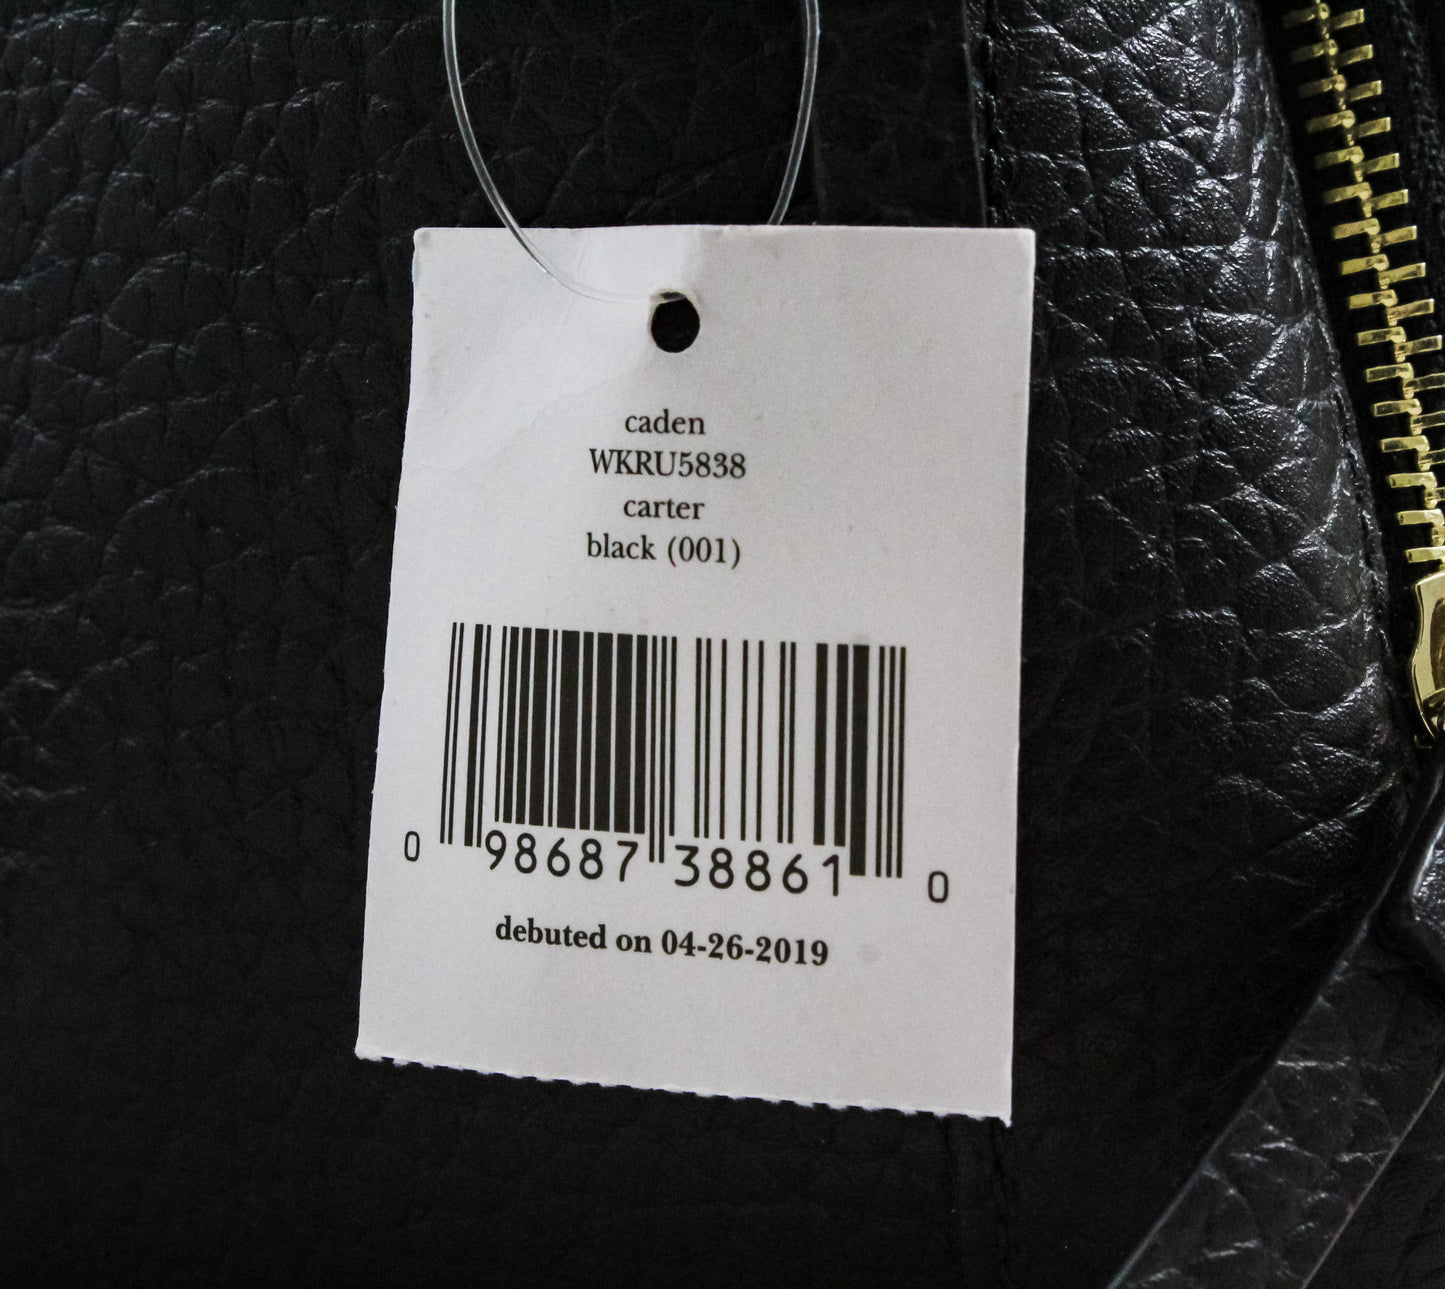 caden
WKRU5838
carter
black (001)
0 98687 38861 0
debuted on 04-26-2019